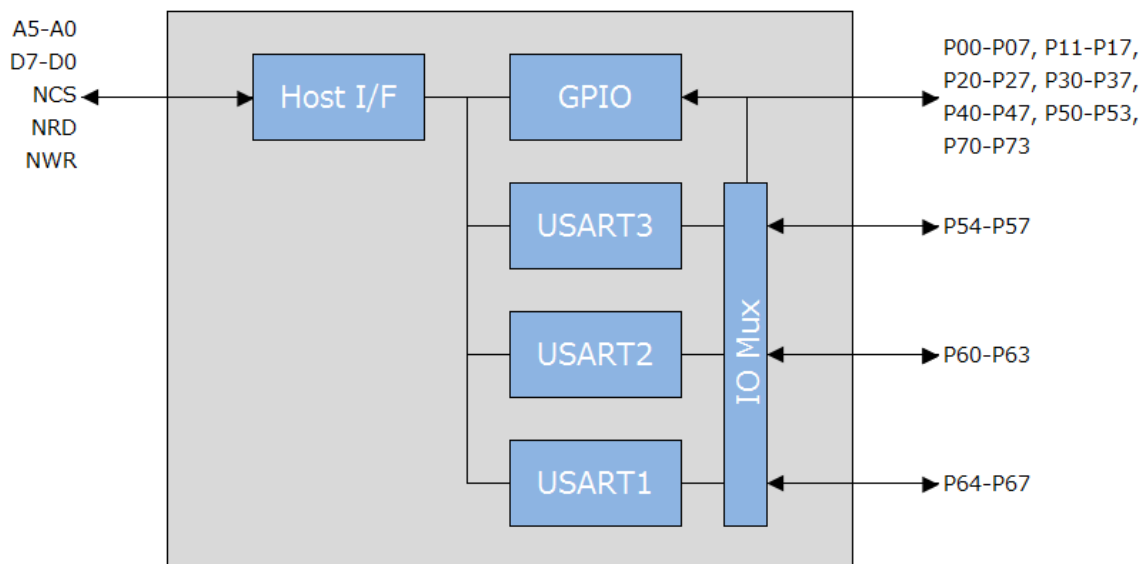 A5-A0
D7-D0
NCS
NRD
NWR
Host I/F
GPIO
P00-P07, P11-P17,
P20-P27, P30-P37,
P40-P47, P50-P53,
P70-P73
USART3
P54-P57
USART2
IO Mux
P60-P63
USART1
P64-P67